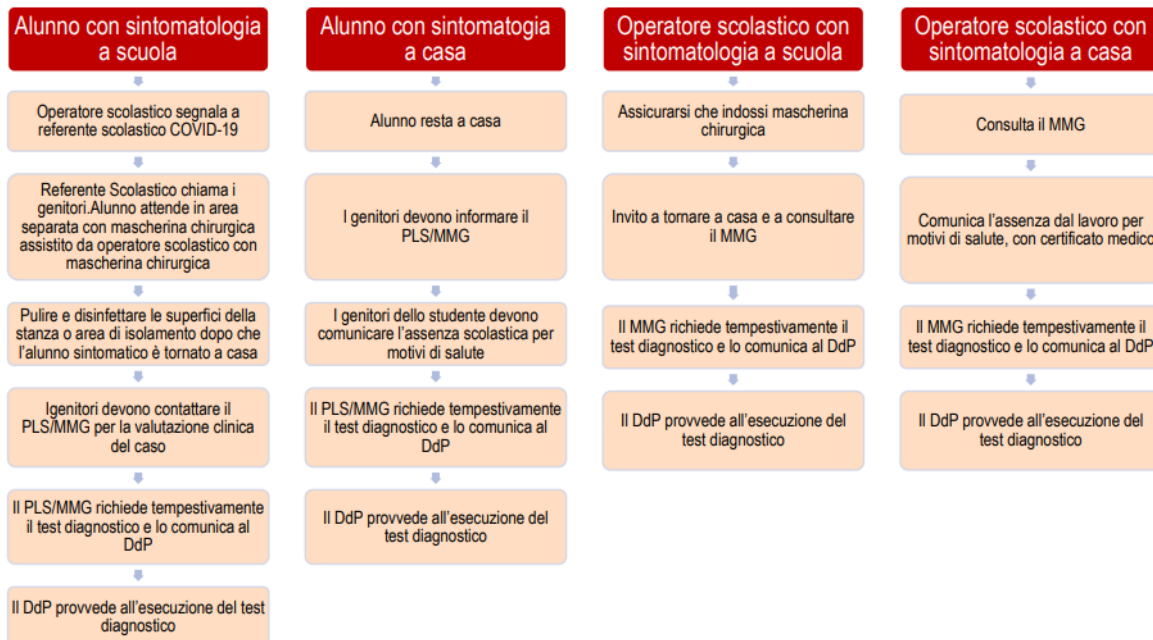 Alunno con sintomatologia
a scuola
Operatore scolastico segnala a
referente scolastico COVID-19
Referente Scolastico chiama i
genitori.Alunno attende in area
separata con mascherina chirurgica
assistito da operatore scolastico con
mascherina chirurgica
Pulire e disinfettare le superfici della
stanza o area di isolamento dopo che
l'alunno sintomatico è tornato a casa
Igenitori devono contattare il
PLS/MMG per la valutazione clinica
del caso
Il PLS/MMG richiede tempestivamente
il test diagnostico e lo comunica al
DdP
Il DdP provvede all'esecuzione del test
diagnostico
Alunno con sintomatogia
a casa
Alunno resta a casa
I genitori devono informare il
PLS/MMG
I genitori dello studente devono
comunicare l'assenza scolastica per
motivi di salute
Il PLS/MMG richiede tempestivamente
il test diagnostico e lo comunica al
DdP
Il DdP provvede all'esecuzione del
test diagnostico
Operatore scolastico con
sintomatologia a scuola
Assicurarsi che indossi mascherina
chirurgica
Invito a tornare a casa e a consultare
il MMG
Il MMG richiede tempestivamente il
test diagnostico e lo comunica al DdP
Il DdP provvede all'esecuzione del
test diagnostico
Operatore scolastico con
sintomatologia a casa
Consulta il MMG
Comunica l'assenza dal lavoro per
motivi di salute, con certificato medico
Il MMG richiede tempestivamente il
test diagnostico e lo comunica al DdP
Il DdP provvede all'esecuzione del
test diagnostico